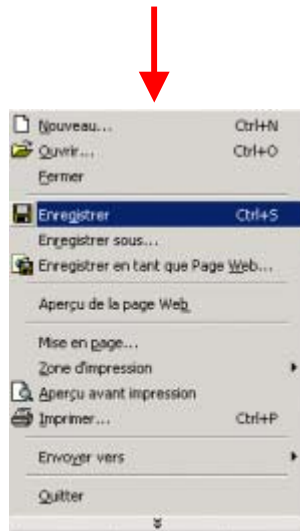 Nouveau... Ctrl+N
Ouvrir... Ctrl+O
Fermer
Enregistrer Ctrl+S
Enregistrer sous...
Enregistrer en tant que Page Web...
Aperçu de la page Web
Mise en page...
Zone d'impression
Aperçu avant impression
Imprimer... Ctrl+P
Envoyer vers
Quitter